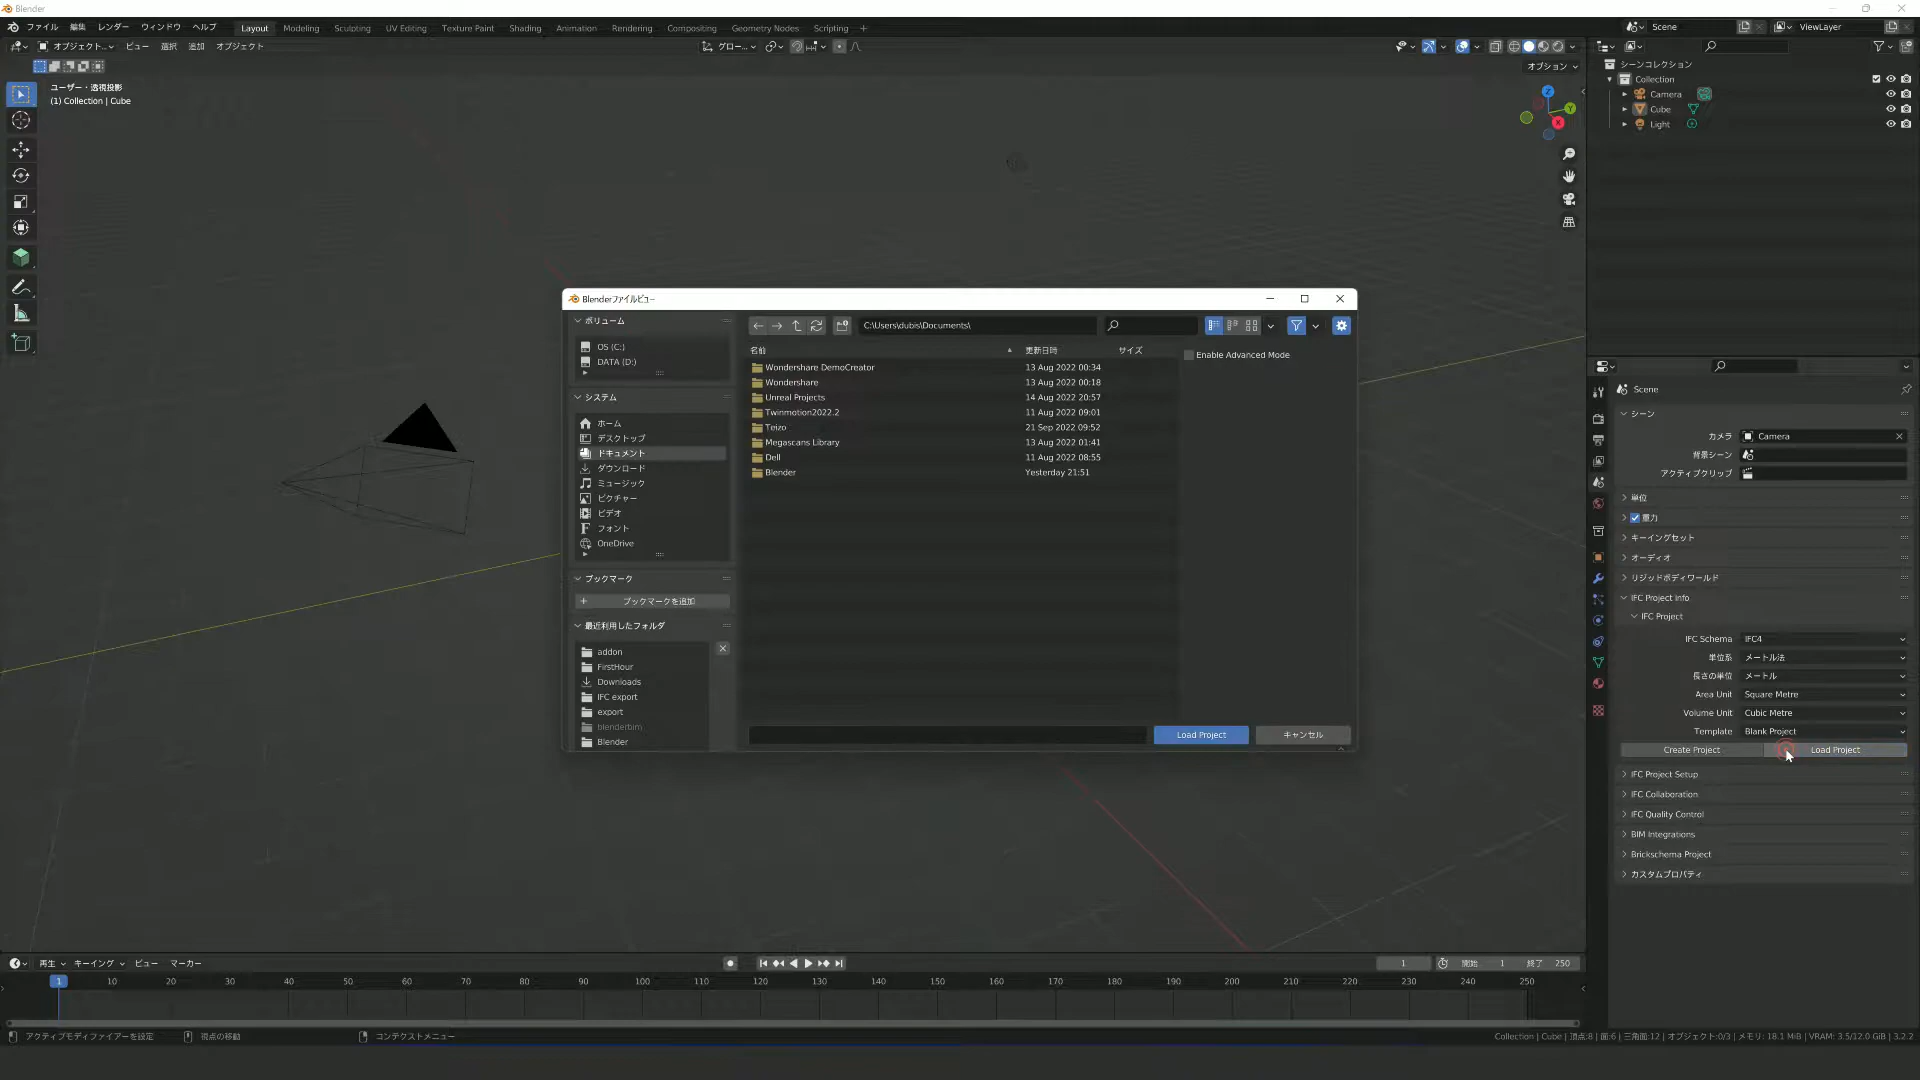 Blender
ファイル 編集 レンダー ウィンドウ ヘルプ Layout Modeling Sculpting UV Editing Texture Paint Shading Animation Rendering Compositing Geometry Nodes Scripting + Scene ViewLayer
オブジェクト.. ビュー 選択 追加 オブジェクト グロー...
オプション
ユーザー・透視投影
(1) Collection | Cube
Z
Y
X
シーンコレクション
Collection
Camera
Cube
Light
Blenderファイルビュー
ボリューム
OS (C:)
DATA (D:)
システム
ホーム
デスクトップ
ドキュメント
ダウンロード
ミュージック
ピクチャー
ビデオ
フォント
OneDrive
ブックマーク
ブックマークを追加
最近利用したフォルダ
addon
FirstHour
Downloads
IFC export
export
blenderbim
Blender
C:\Users\dubis\Documents\
名前 更新日時 サイズ
Wondershare DemoCreator 13 Aug 2022 00:34
Wondershare 13 Aug 2022 00:18
Unreal Projects 14 Aug 2022 20:57
Twinmotion2022.2 11 Aug 2022 09:01
Teizo 21 Sep 2022 09:52
Megascans Library 13 Aug 2022 01:41
Dell 11 Aug 2022 08:55
Blender Yesterday 21:51
Enable Advanced Mode
Load Project キャンセル
Scene
シーン
カメラ Camera
背景シーン
アクティブクリップ
単位
重力
キーイングセット
オーディオ
リジッドボディワールド
IFC Project Info
IFC Project
IFC Schema IFC4
単位系 メートル法
長さの単位 メートル
Area Unit Square Metre
Volume Unit Cubic Metre
Template Blank Project
Create Project Load Project
IFC Project Setup
IFC Collaboration
IFC Quality Control
BIM Integrations
Brickschema Project
カスタムプロパティ
再生 キーイング ビュー マーカー 1 開始 1 終了 250
1 10 20 30 40 50 60 70 80 90 100 110 120 130 140 150 160 170 180 190 200 210 220 230 240 250
アクティブモディファイアーを設定 視点の移動 コンテクストメニュー Collection | Cube | 頂点:8 | 面:6 | 三角面:12 | オブジェクト:0/3 | メモリ: 18.1 MiB | VRAM: 3.5/12.0 GiB | 3.2.2